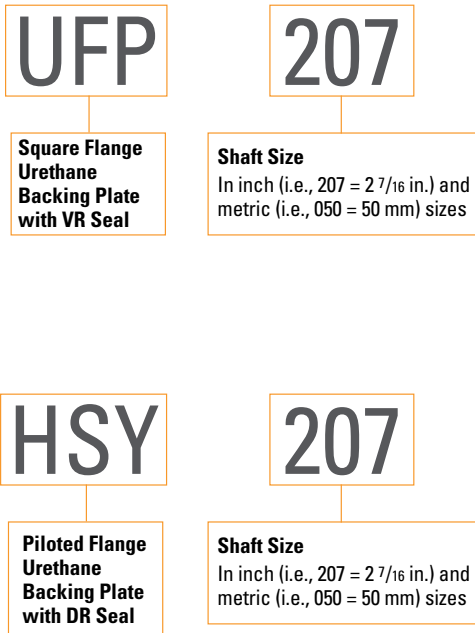 UFP
207
Square Flange
Urethane
Backing Plate
with VR Seal
Shaft Size
In inch (i.e., 207 = 2 7/16 in.) and
metric (i.e., 050 = 50 mm) sizes
HSY
207
Piloted Flange
Urethane
Backing Plate
with DR Seal
Shaft Size
In inch (i.e., 207 = 2 7/16 in.) and
metric (i.e., 050 = 50 mm) sizes